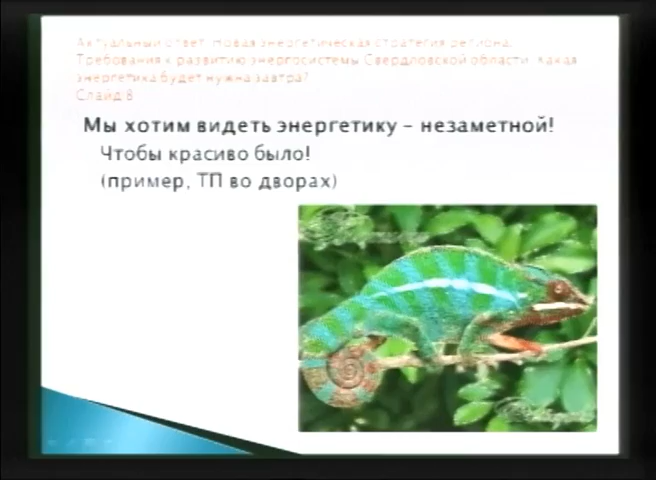 Актуальный ответ. Новая энергетическая стратегия региона.
Требования к развитию энергосистемы Свердловской области. Какая
энергетика будет нужна завтра?
Слайд 8
Мы хотим видеть энергетику – незаметной!
Чтобы красиво было!
(пример, ТП во дворах)